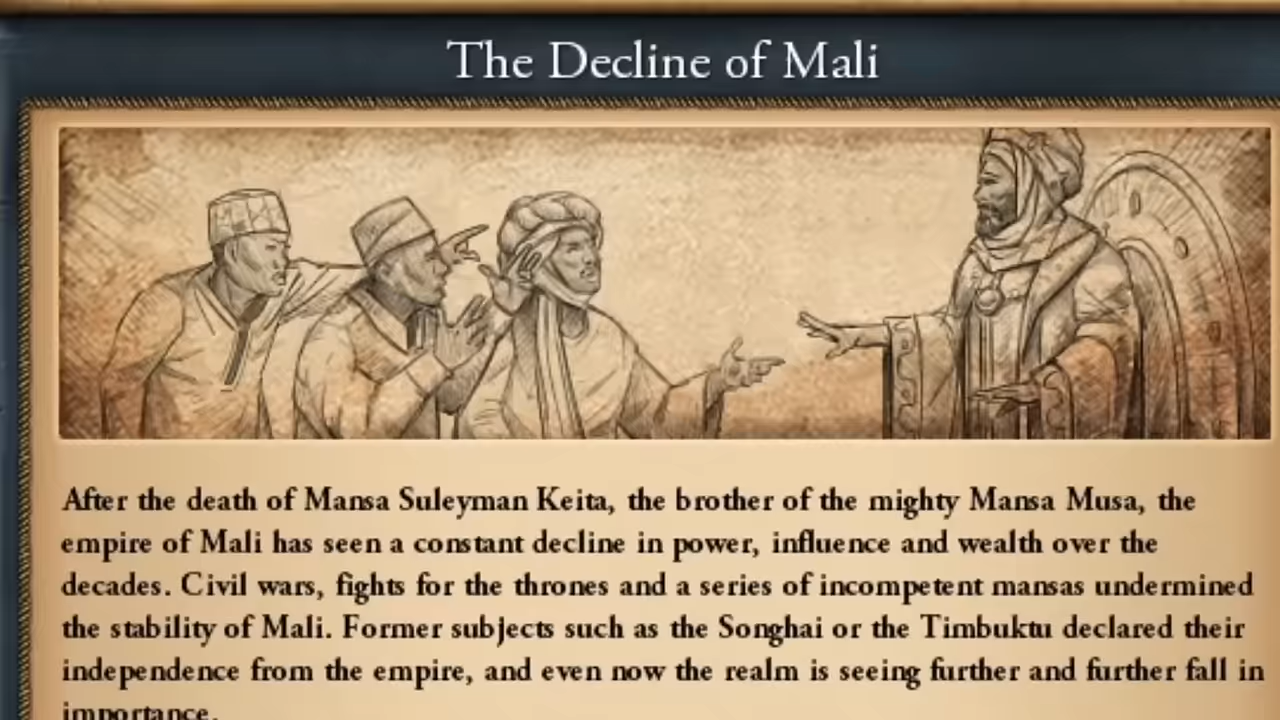 The Decline of Mali
After the death of Mansa Suleyman Keita, the brother of the mighty Mansa Musa, the
empire of Mali has seen a constant decline in power, influence and wealth over the
decades. Civil wars, fights for the thrones and a series of incompetent mansas undermined
the stability of Mali. Former subjects such as the Songhai or the Timbuktu declared their
independence from the empire, and even now the realm is seeing further and further fall in
importance.